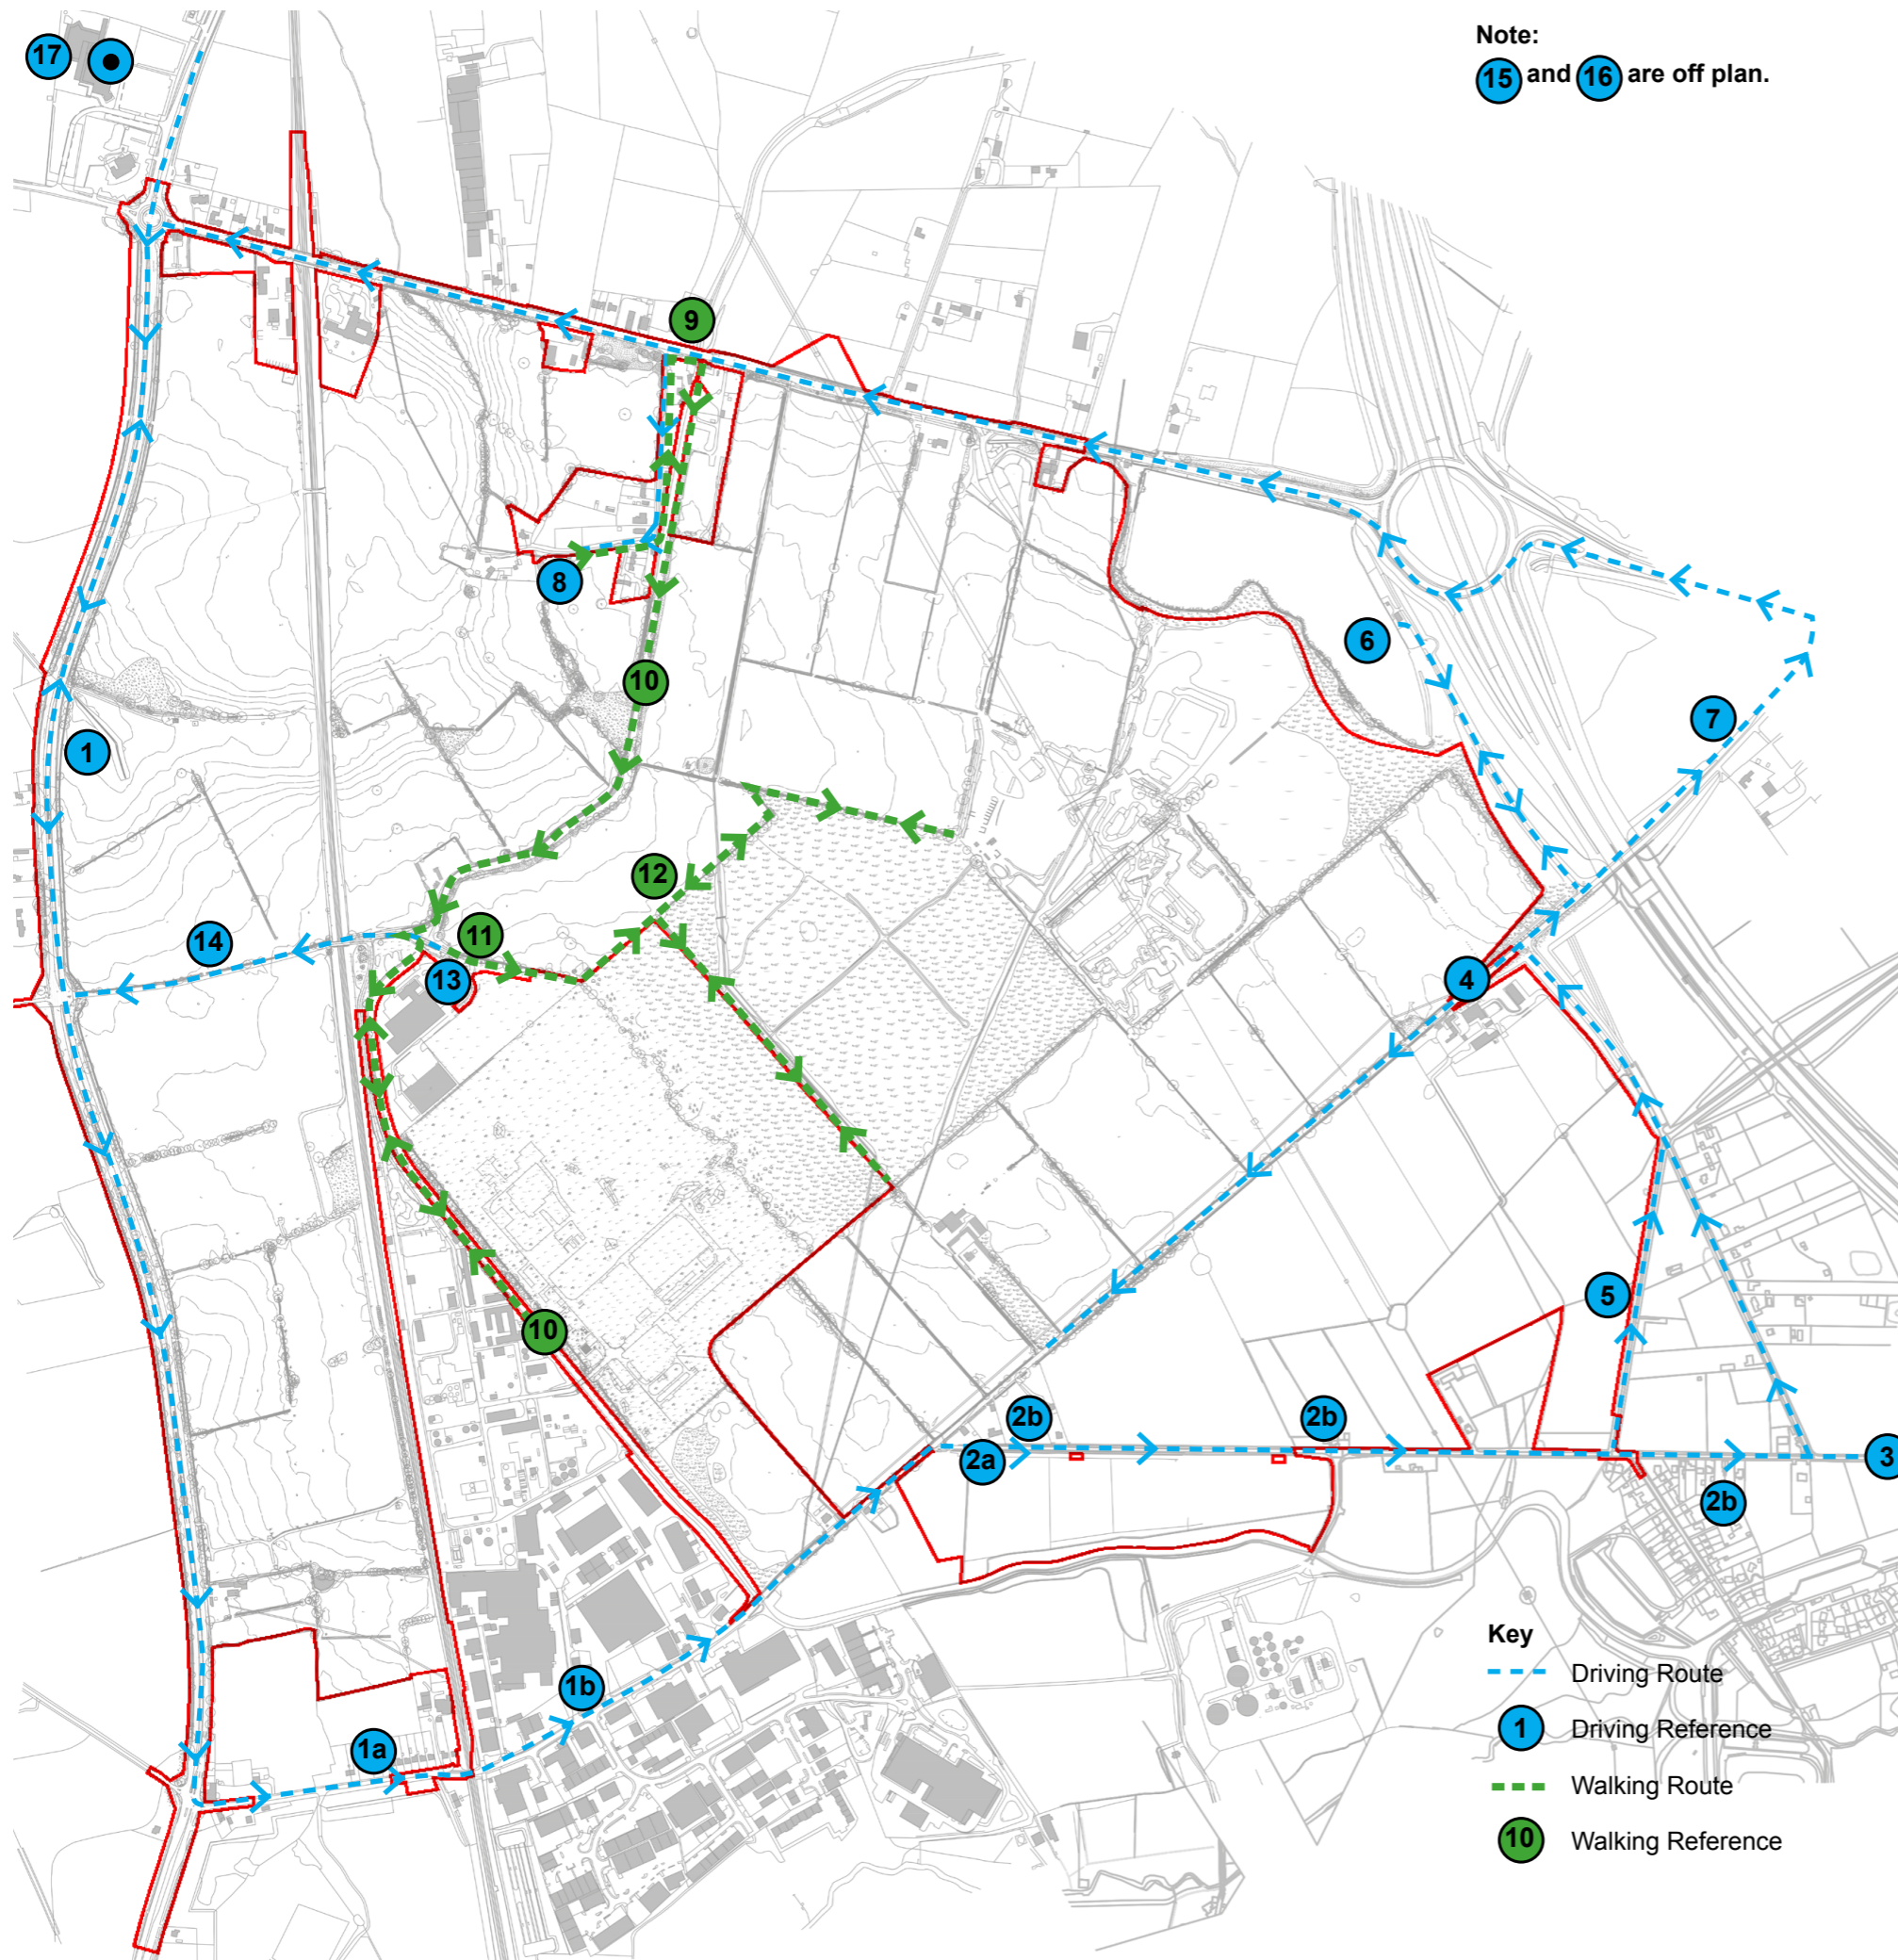 17
Note:
15 and 16 are off plan.
9
8
6
10
7
1
12
14
11
13
4
5
10
2b
2b
2a
3
2b
1b
1a
Key
Driving Route
1 Driving Reference
Walking Route
10 Walking Reference